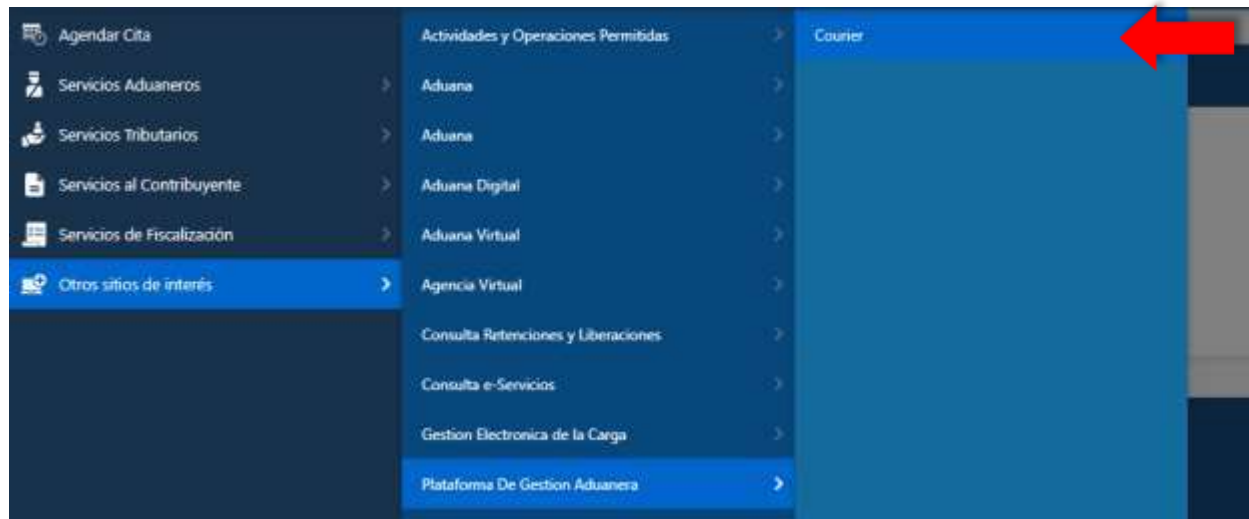 Agendar Cita
Servicios Aduaneros
Servicios Tributarios
Servicios al Contribuyente
Servicios de Fiscalización
Otros sitios de interés
Actividades y Operaciones Permitidas
Aduana
Aduana
Aduana Digital
Aduana Virtual
Agencia Virtual
Consulta Retenciones y Liberaciones
Consulta e-Servicios
Gestion Electronica de la Carga
Plataforma De Gestion Aduanera
Courier